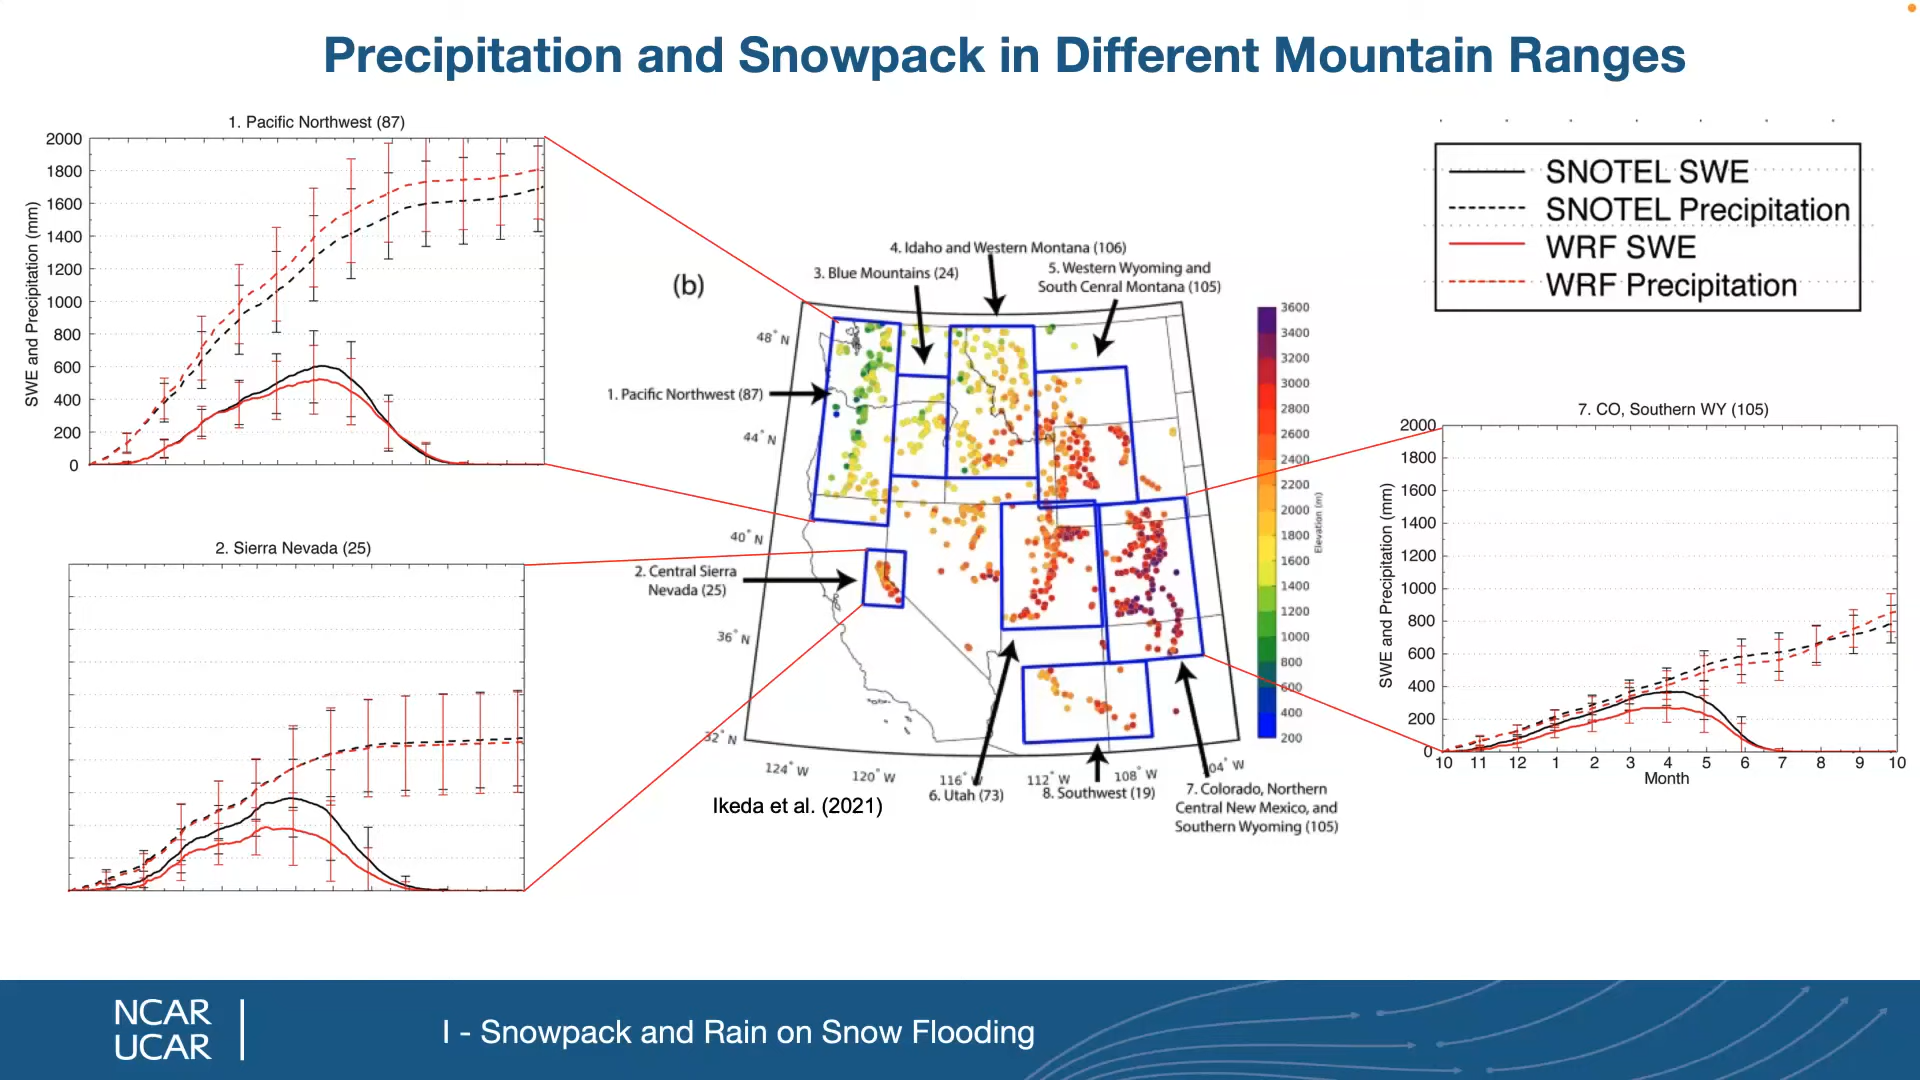 Precipitation and Snowpack in Different Mountain Ranges
1. Pacific Northwest (87)
2000
1800
1600
1400
1200
1000
800
600
400
200
0
SWE and Precipitation (mm)
2. Sierra Nevada (25)
(b)
4. Idaho and Western Montana (106)
3. Blue Mountains (24)
5. Western Wyoming and
South Cenral Montana (105)
1. Pacific Northwest (87)
2. Central Sierra
Nevada (25)
48° N
44° N
40° N
36° N
32° N
124° W
120° W
116° W
112° W
108° W
04° W
6. Utah (73)
8. Southwest (19)
7. Colorado, Northern
Central New Mexico, and
Southern Wyoming (105)
Ikeda et al. (2021)
3600
3400
3200
3000
2800
2600
2400
2200
2000
1800
1600
1400
1200
1000
800
600
400
200
Elevation (m)
SNOTEL SWE
SNOTEL Precipitation
WRF SWE
WRF Precipitation
7. CO, Southern WY (105)
2000
1800
1600
1400
1200
1000
800
600
400
200
0
SWE and Precipitation (mm)
10 11 12 1 2 3 4 5 6 7 8 9 10
Month
NCAR
UCAR
I - Snowpack and Rain on Snow Flooding